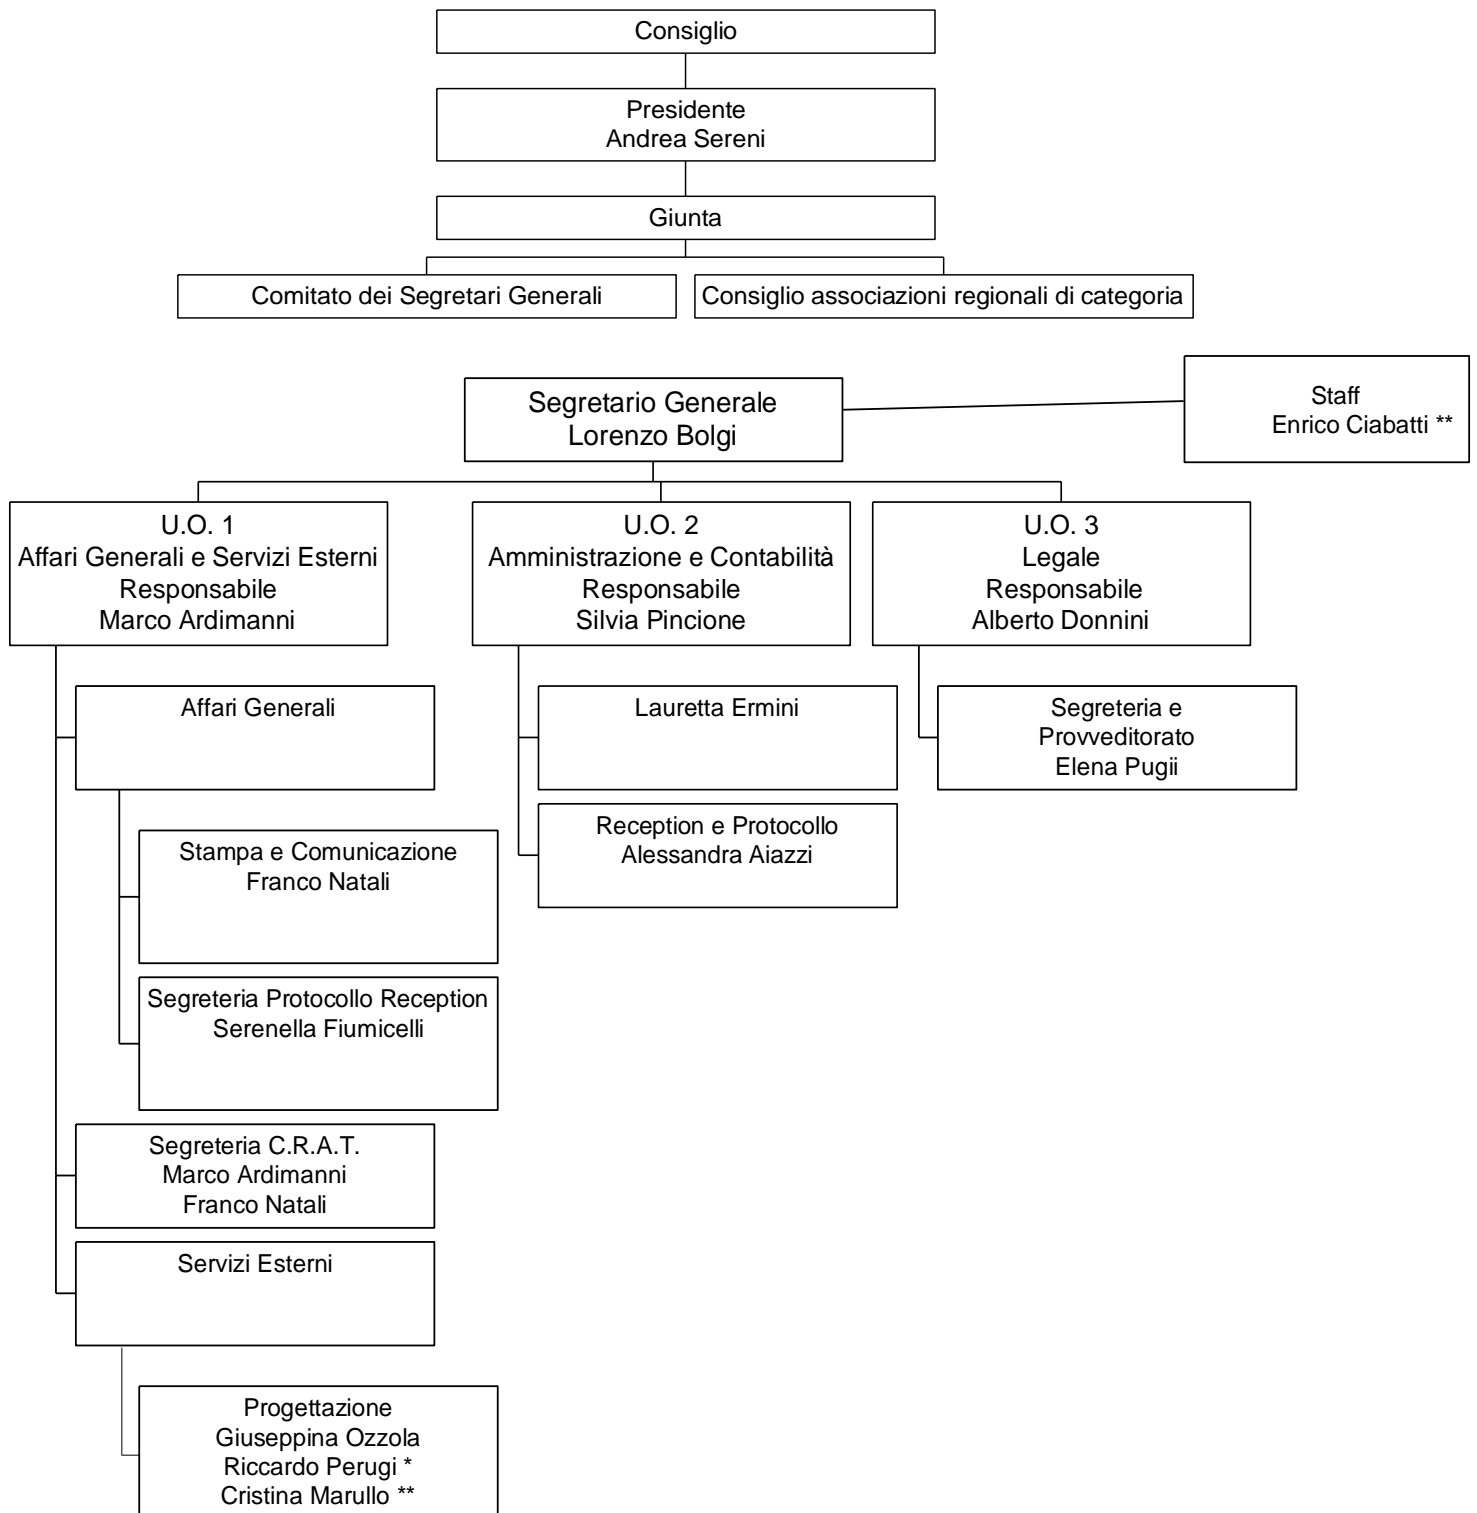 Consiglio
Presidente
Andrea Sereni
Giunta
Comitato dei Segretari Generali
Consiglio associazioni regionali di categoria
Segretario Generale
Lorenzo Bolgi
Staff
Enrico Ciabatti **
U.O. 1
Affari Generali e Servizi Esterni
Responsabile
Marco Ardimanni
U.O. 2
Amministrazione e Contabilità
Responsabile
Silvia Pincione
U.O. 3
Legale
Responsabile
Alberto Donnini
Affari Generali
Lauretta Ermini
Segreteria e
Provveditorato
Elena Pugii
Reception e Protocollo
Alessandra Aiazzi
Stampa e Comunicazione
Franco Natali
Segreteria Protocollo Reception
Serenella Fiumicelli
Segreteria C.R.A.T.
Marco Ardimanni
Franco Natali
Servizi Esterni
Progettazione
Giuseppina Ozzola
Riccardo Perugi *
Cristina Marullo **